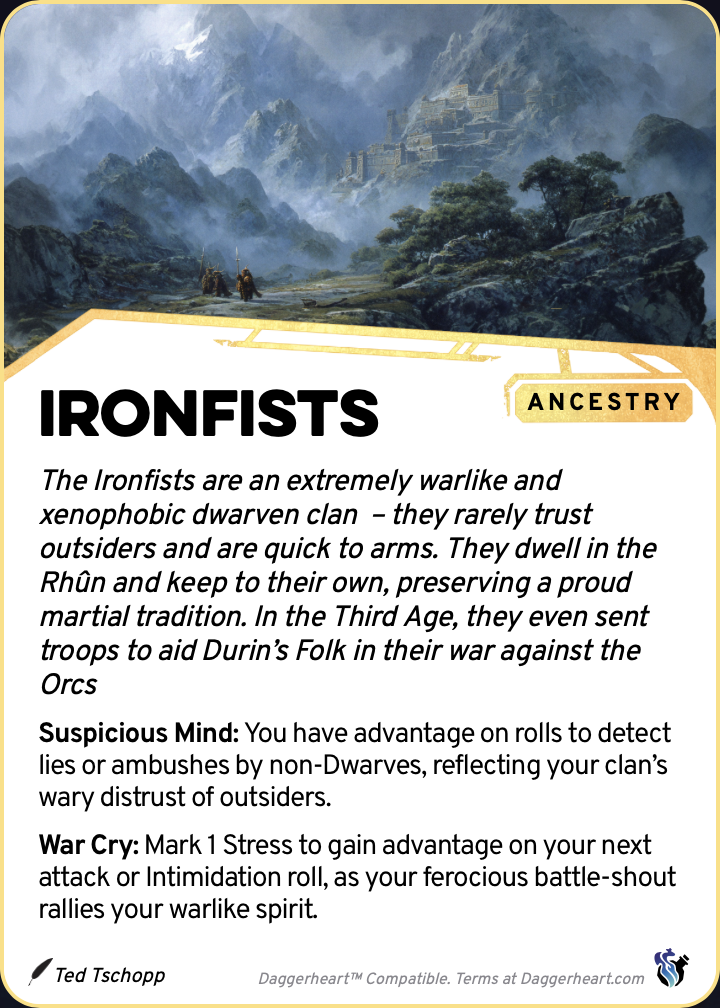 IRONFISTS
ANCESTRY
The Ironfists are an extremely warlike and
xenophobic dwarven clan – they rarely trust
outsiders and are quick to arms. They dwell in the
Rhûn and keep to their own, preserving a proud
martial tradition. In the Third Age, they even sent
troops to aid Durin’s Folk in their war against the
Orcs
Suspicious Mind: You have advantage on rolls to detect
lies or ambushes by non-Dwarves, reflecting your clan’s
wary distrust of outsiders.
War Cry: Mark 1 Stress to gain advantage on your next
attack or Intimidation roll, as your ferocious battle-shout
rallies your warlike spirit.
Ted Tschopp
Daggerheart™ Compatible. Terms at Daggerheart.com